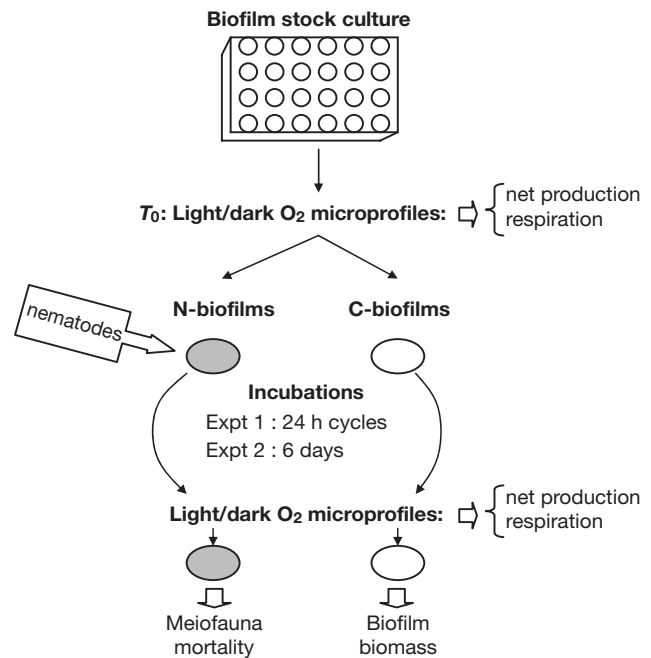 Biofilm stock culture
T0: Light/dark O2 microprofiles:
net production
respiration
N-biofilms
C-biofilms
nematodes
Incubations
Expt 1 : 24 h cycles
Expt 2 : 6 days
Light/dark O2 microprofiles:
net production
respiration
Meiofauna
mortality
Biofilm
biomass